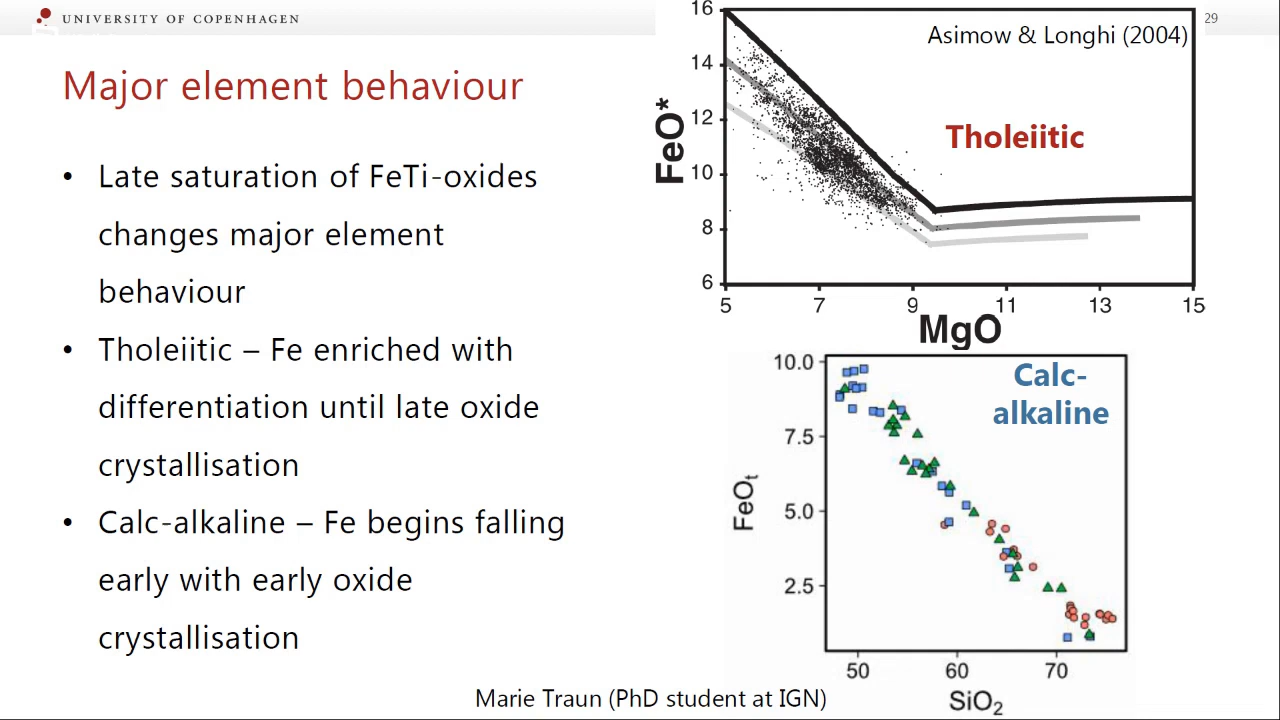 UNIVERSITY OF COPENHAGEN
29
Major element behaviour
• Late saturation of FeTi-oxides
changes major element
behaviour
• Tholeiitic – Fe enriched with
differentiation until late oxide
crystallisation
• Calc-alkaline – Fe begins falling
early with early oxide
crystallisation
Marie Traun (PhD student at IGN)
Asimow & Longhi (2004)
Tholeiitic
FeO*
16
14
12
10
8
6
5 7 9 11 13 15
MgO
Calc-
alkaline
FeOt
10.0
7.5
5.0
2.5
50 60 70
SiO2